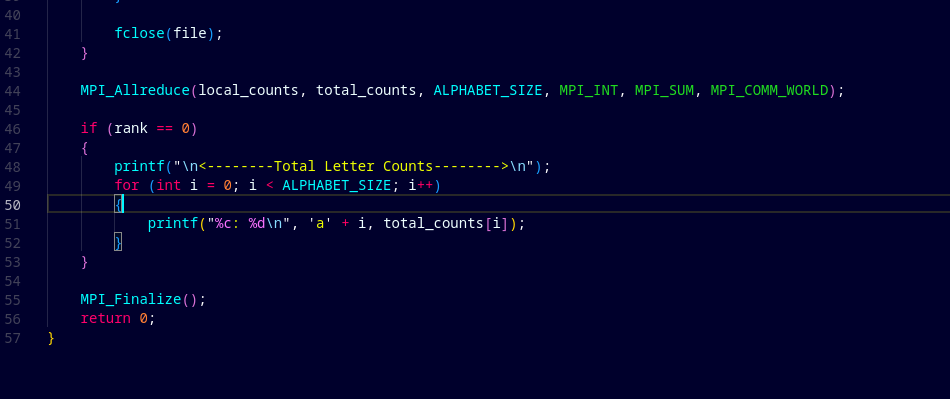 40
41 fclose(file);
42 }
43
44 MPI_Allreduce(local_counts, total_counts, ALPHABET_SIZE, MPI_INT, MPI_SUM, MPI_COMM_WORLD);
45
46 if (rank == 0)
47 {
48 printf("\n<--------Total Letter Counts-------->\n");
49 for (int i = 0; i < ALPHABET_SIZE; i++)
50 {
51 printf("%c: %d\n", 'a' + i, total_counts[i]);
52 }
53 }
54
55 MPI_Finalize();
56 return 0;
57 }